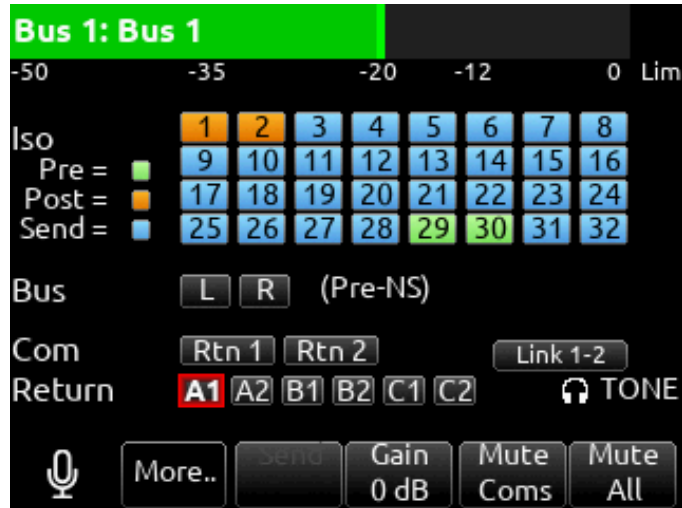 Bus 1: Bus 1
-50 -35 -20 -12 0 Lim
Iso 1 2 3 4 5 6 7 8
Pre = 9 10 11 12 13 14 15 16
Post = 17 18 19 20 21 22 23 24
Send = 25 26 27 28 29 30 31 32
Bus L R (Pre-NS)
Com Rtn 1 Rtn 2 Link 1-2
Return A1 A2 B1 B2 C1 C2 TONE
More.. Send Gain Mute Mute
0 dB Coms All